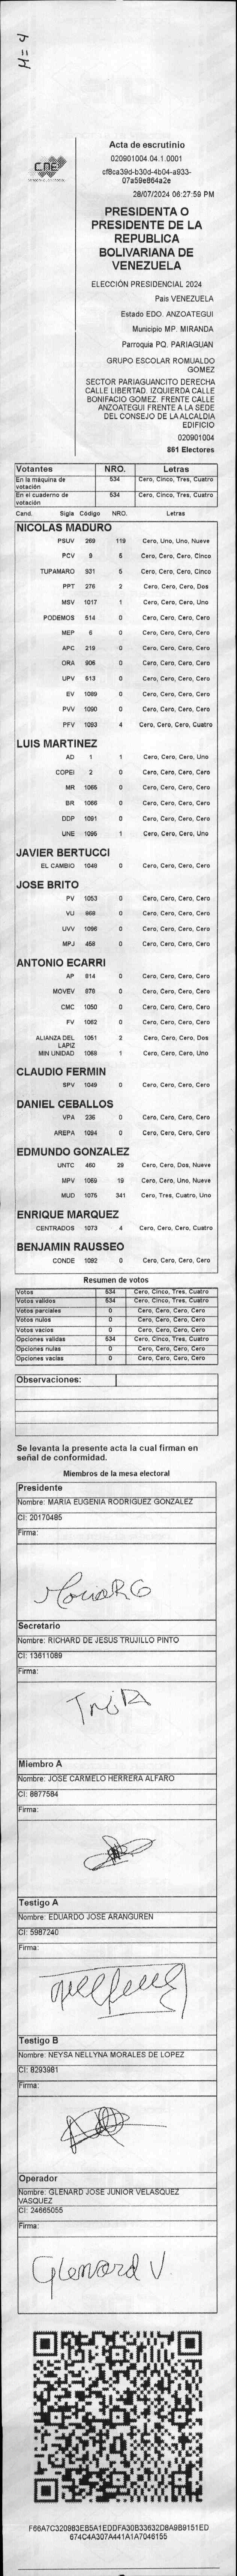 H=4
CNE
Acta de escrutinio
020901004.04.1.0001
cf8ca39d-b30d-4b04-a933-
07a59e864a2e
28/07/2024 06:27:59 PM
PRESIDENTA O
PRESIDENTE DE LA
REPUBLICA
BOLIVARIANA DE
VENEZUELA
ELECCIÓN PRESIDENCIAL 2024
Pais VENEZUELA
Estado EDO. ANZOATEGUI
Municipio MP. MIRANDA
Parroquia PQ. PARIAGUAN
GRUPO ESCOLAR ROMUALDO
GOMEZ
SECTOR PARIAGUANCITO DERECHA
CALLE LIBERTAD. IZQUIERDA CALLE
BONIFACIO GOMEZ. FRENTE CALLE
ANZOATEGUI FRENTE A LA SEDE
DEL CONSEJO DE LA ALCALDIA
EDIFICIO
020901004
861 Electores
Votantes NRO. Letras
En la máquina de votación 534 Cero, Cinco, Tres, Cuatro
En el cuaderno de votación 534 Cero, Cinco, Tres, Cuatro
Cand. Sigla Código NRO. Letras
NICOLAS MADURO
PSUV 269 119 Cero, Uno, Uno, Nueve
PCV 9 5 Cero, Cero, Cero, Cinco
TUPAMARO 931 5 Cero, Cero, Cero, Cinco
PPT 276 2 Cero, Cero, Cero, Dos
MSV 1017 1 Cero, Cero, Cero, Uno
PODEMOS 514 0 Cero, Cero, Cero, Cero
MEP 6 0 Cero, Cero, Cero, Cero
APC 219 0 Cero, Cero, Cero, Cero
ORA 906 0 Cero, Cero, Cero, Cero
UPV 513 0 Cero, Cero, Cero, Cero
EV 1089 0 Cero, Cero, Cero, Cero
PVV 1090 0 Cero, Cero, Cero, Cero
PFV 1093 4 Cero, Cero, Cero, Cuatro
LUIS MARTINEZ
AD 1 1 Cero, Cero, Cero, Uno
COPEI 2 0 Cero, Cero, Cero, Cero
MR 1065 0 Cero, Cero, Cero, Cero
BR 1066 0 Cero, Cero, Cero, Cero
DDP 1091 0 Cero, Cero, Cero, Cero
UNE 1095 1 Cero, Cero, Cero, Uno
JAVIER BERTUCCI
EL CAMBIO 1048 0 Cero, Cero, Cero, Cero
JOSE BRITO
PV 1053 0 Cero, Cero, Cero, Cero
VU 868 0 Cero, Cero, Cero, Cero
UVV 1096 0 Cero, Cero, Cero, Cero
MPJ 458 0 Cero, Cero, Cero, Cero
ANTONIO ECARRI
AP 814 0 Cero, Cero, Cero, Cero
MOVEV 878 0 Cero, Cero, Cero, Cero
CMC 1050 0 Cero, Cero, Cero, Cero
FV 1062 0 Cero, Cero, Cero, Cero
ALIANZA DEL LAPIZ 1051 2 Cero, Cero, Cero, Dos
MIN UNIDAD 1068 1 Cero, Cero, Cero, Uno
CLAUDIO FERMIN
SPV 1049 0 Cero, Cero, Cero, Cero
DANIEL CEBALLOS
VPA 236 0 Cero, Cero, Cero, Cero
AREPA 1094 0 Cero, Cero, Cero, Cero
EDMUNDO GONZALEZ
UNTC 460 29 Cero, Cero, Dos, Nueve
MPV 1069 19 Cero, Cero, Uno, Nueve
MUD 1075 341 Cero, Tres, Cuatro, Uno
ENRIQUE MARQUEZ
CENTRADOS 1073 4 Cero, Cero, Cero, Cuatro
BENJAMIN RAUSSEO
CONDE 1092 0 Cero, Cero, Cero, Cero
Resumen de votos
Votos 534 Cero, Cinco, Tres, Cuatro
Votos validos 534 Cero, Cinco, Tres, Cuatro
Votos parciales 0 Cero, Cero, Cero, Cero
Votos nulos 0 Cero, Cero, Cero, Cero
Votos vacios 0 Cero, Cero, Cero, Cero
Opciones validas 534 Cero, Cinco, Tres, Cuatro
Opciones nulas 0 Cero, Cero, Cero, Cero
Opciones vacias 0 Cero, Cero, Cero, Cero
Observaciones:
Se levanta la presente acta la cual firman en
señal de conformidad.
Miembros de la mesa electoral
Presidente
Nombre: MARIA EUGENIA RODRIGUEZ GONZALEZ
CI: 20170485
Firma:
Secretario
Nombre: RICHARD DE JESUS TRUJILLO PINTO
CI: 13611089
Firma:
Miembro A
Nombre: JOSE CARMELO HERRERA ALFARO
CI: 8877584
Firma:
Testigo A
Nombre: EDUARDO JOSE ARANGUREN
CI: 5987240
Firma:
Testigo B
Nombre: NEYSA NELLYNA MORALES DE LOPEZ
CI: 8293981
Firma:
Operador
Nombre: GLENARD JOSE JUNIOR VELASQUEZ
VASQUEZ
CI: 24665055
Firma:
Glenard V.
F66A7C320983EB5A1EDDFA30B33632D8A9B9151ED
674C4A307A441A1A7046155